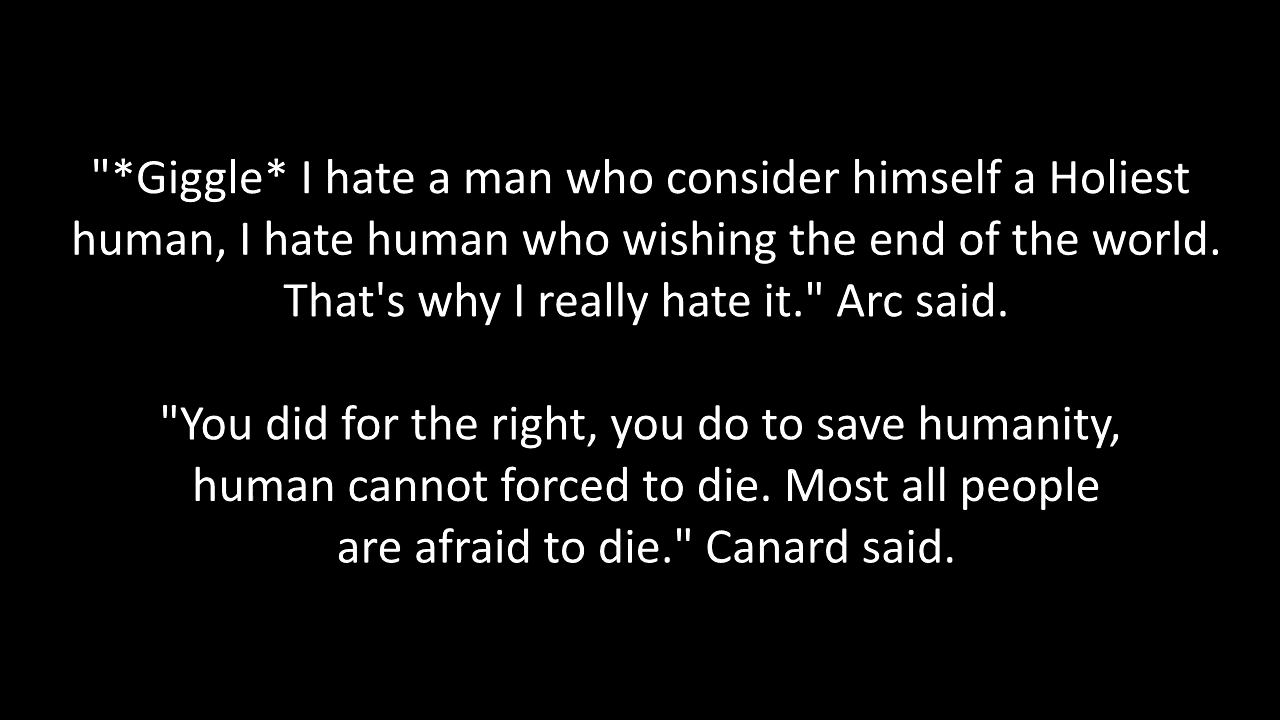 "*Giggle* I hate a man who consider himself a Holiest
human, I hate human who wishing the end of the world.
That's why I really hate it." Arc said.
"You did for the right, you do to save humanity,
human cannot forced to die. Most all people
are afraid to die." Canard said.